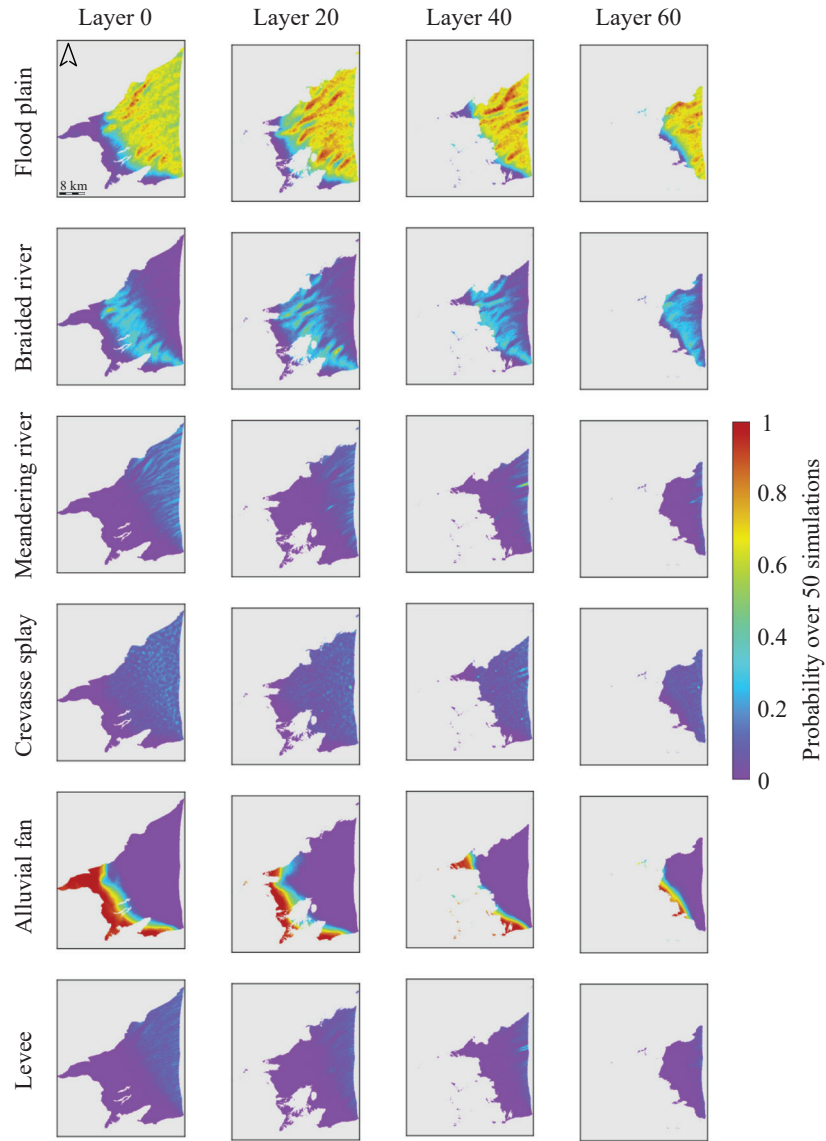 Layer 0
Layer 20
Layer 40
Layer 60
Flood plain
8 km
Braided river
Meandering river
Crevasse splay
Alluvial fan
Levee
1
0.8
0.6
0.4
0.2
0
Probability over 50 simulations